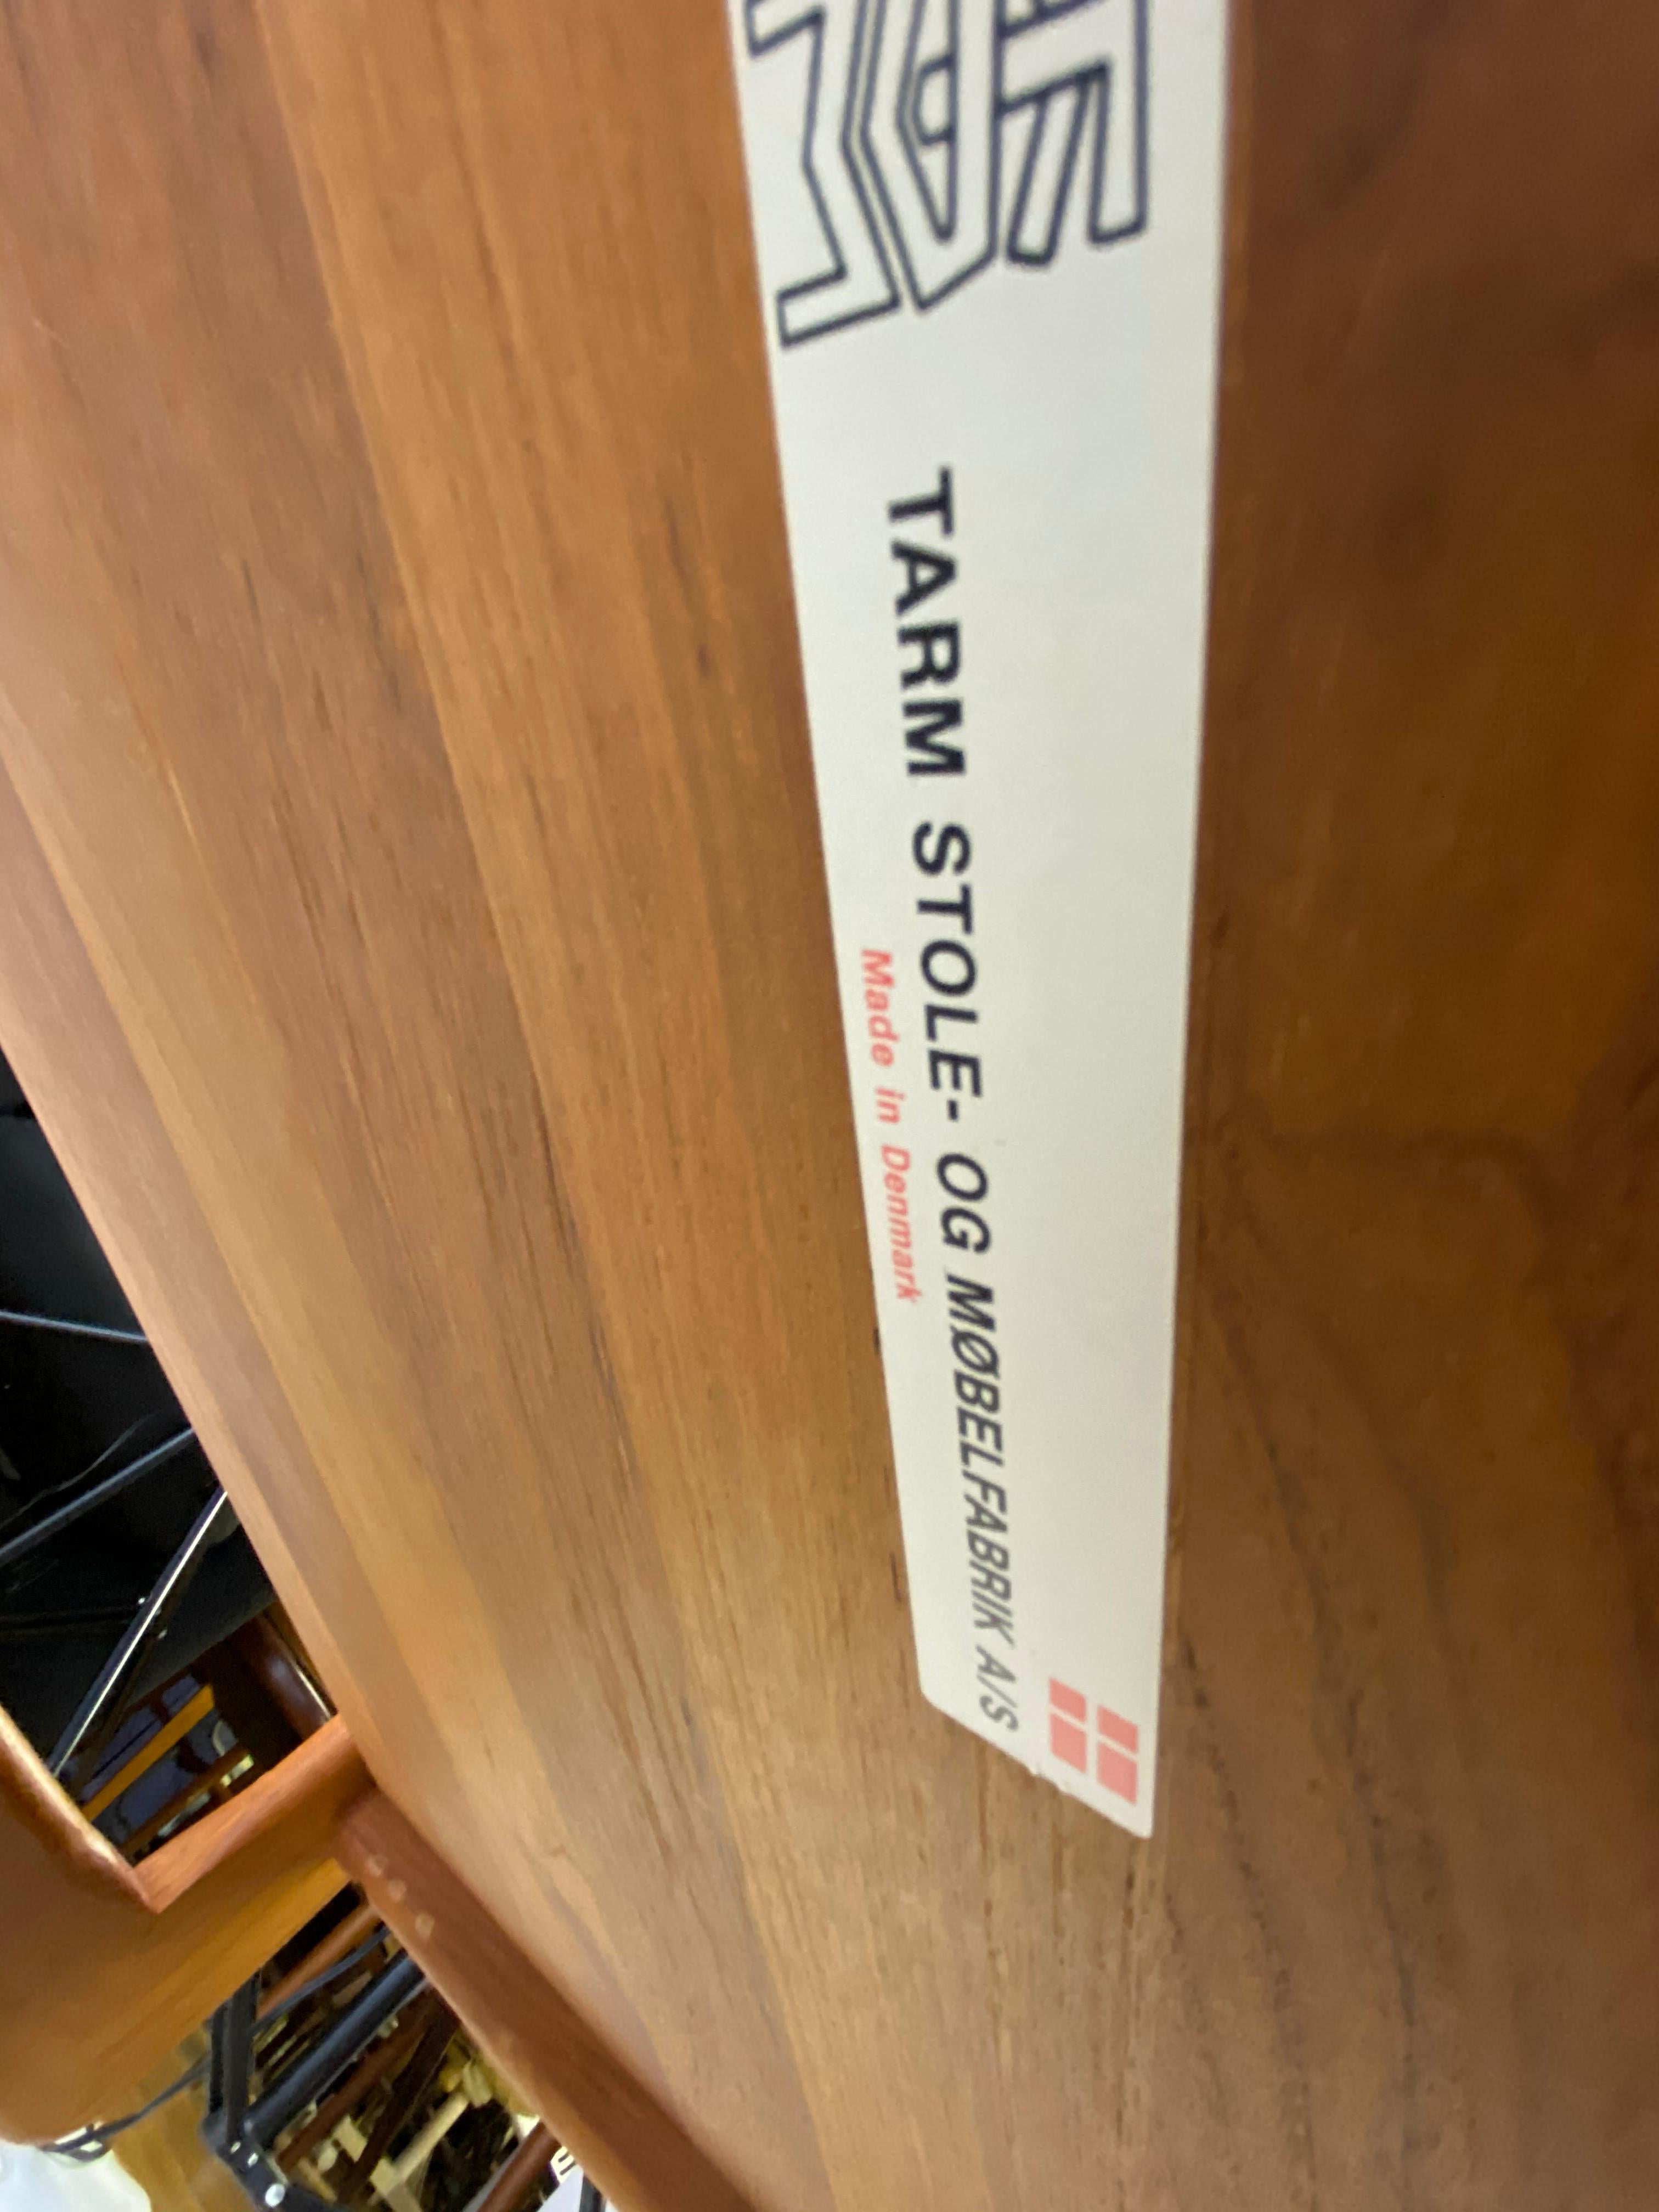 TARM STOLE- OG MØBELFABRIK A/S
Made in Denmark